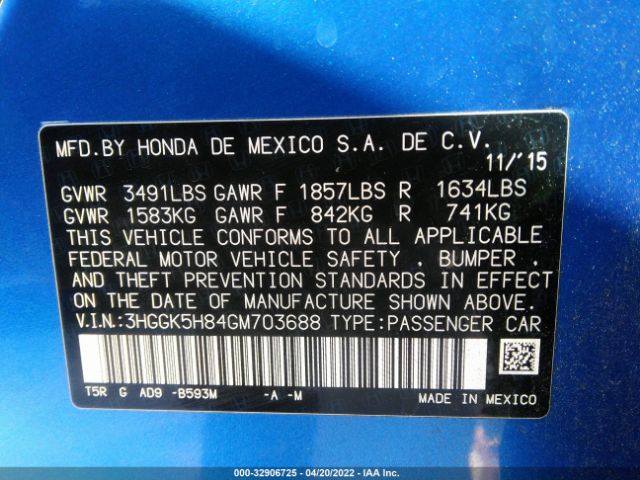 MFD.BY HONDA DE MEXICO S.A. DE C.V.
11/'15
GVWR 3491LBS GAWR F 1857LBS R 1634LBS
GVWR 1583KG GAWR F 842KG R 741KG
THIS VEHICLE CONFORMS TO ALL APPLICABLE
FEDERAL MOTOR VEHICLE SAFETY , BUMPER ,
AND THEFT PREVENTION STANDARDS IN EFFECT
ON THE DATE OF MANUFACTURE SHOWN ABOVE.
V.I.N.:3HGGK5H84GM703688 TYPE:PASSENGER CAR
T5R G AD9 -B593M -A -M
MADE IN MEXICO
000-32906725 - 04/20/2022 - IAA Inc.